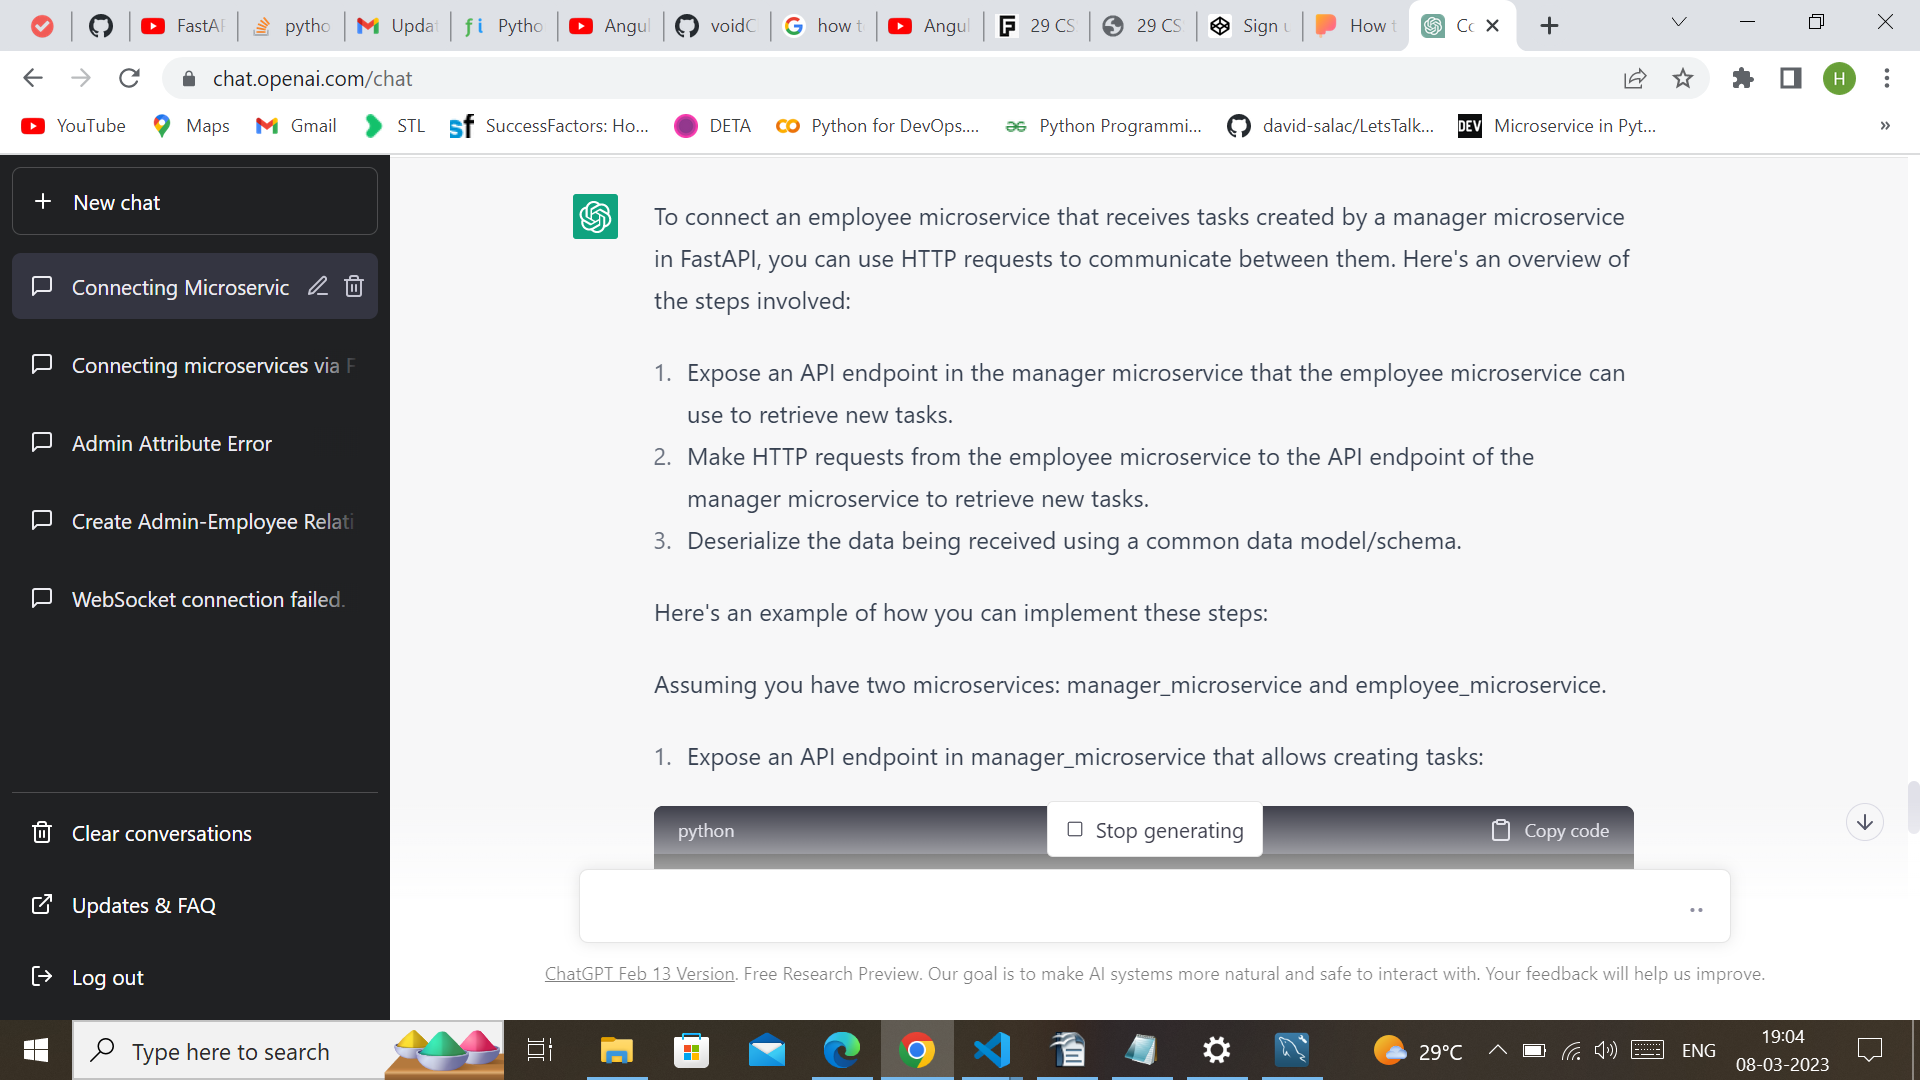 FastAP
pytho
Updat
Pytho
Angul
voidC
how t
Angul
29 CS
29 CS
Sign u
How t
Co
chat.openai.com/chat
H
YouTube
Maps
Gmail
STL
SuccessFactors: Ho...
DETA
Python for DevOps....
Python Programmi...
david-salac/LetsTalk...
DEV
Microservice in Pyt...
»
New chat
Connecting Microservic
Connecting microservices via F
Admin Attribute Error
Create Admin-Employee Relati
WebSocket connection failed.
Clear conversations
Updates & FAQ
Log out
To connect an employee microservice that receives tasks created by a manager microservice
in FastAPI, you can use HTTP requests to communicate between them. Here's an overview of
the steps involved:
1. Expose an API endpoint in the manager microservice that the employee microservice can
use to retrieve new tasks.
2. Make HTTP requests from the employee microservice to the API endpoint of the
manager microservice to retrieve new tasks.
3. Deserialize the data being received using a common data model/schema.
Here's an example of how you can implement these steps:
Assuming you have two microservices: manager_microservice and employee_microservice.
1. Expose an API endpoint in manager_microservice that allows creating tasks:
python
Stop generating
Copy code
ChatGPT Feb 13 Version. Free Research Preview. Our goal is to make AI systems more natural and safe to interact with. Your feedback will help us improve.
Type here to search
29°C
ENG
19:04
08-03-2023